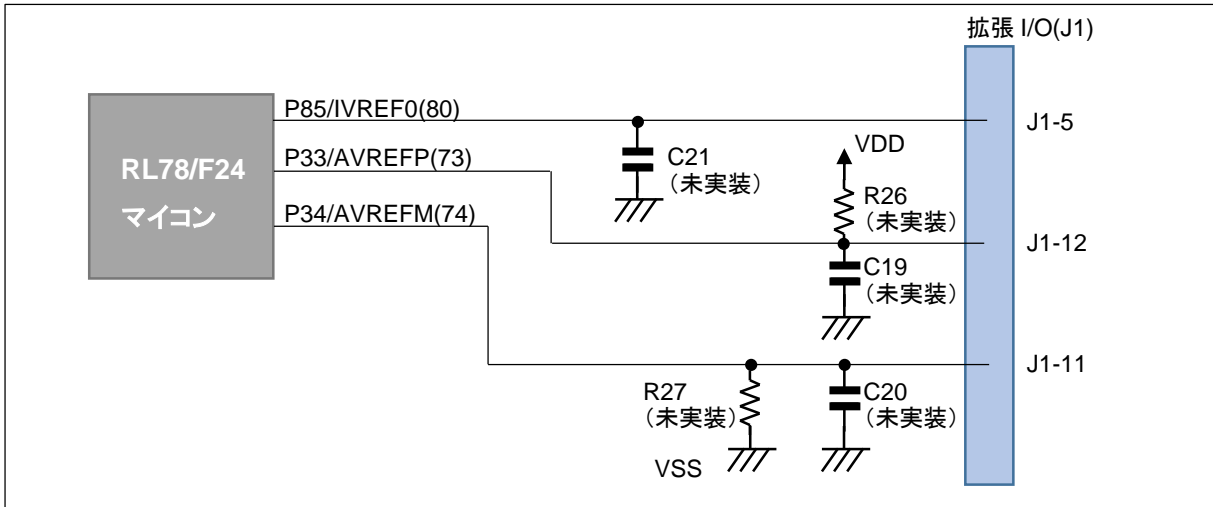 拡張 I/O(J1)
P85/IVREF0(80)
J1-5
C21
(未実装)
VDD
P33/AVREFP(73)
RL78/F24
マイコン
R26
(未実装)
P34/AVREFM(74)
J1-12
C19
(未実装)
J1-11
R27
(未実装)
C20
(未実装)
VSS